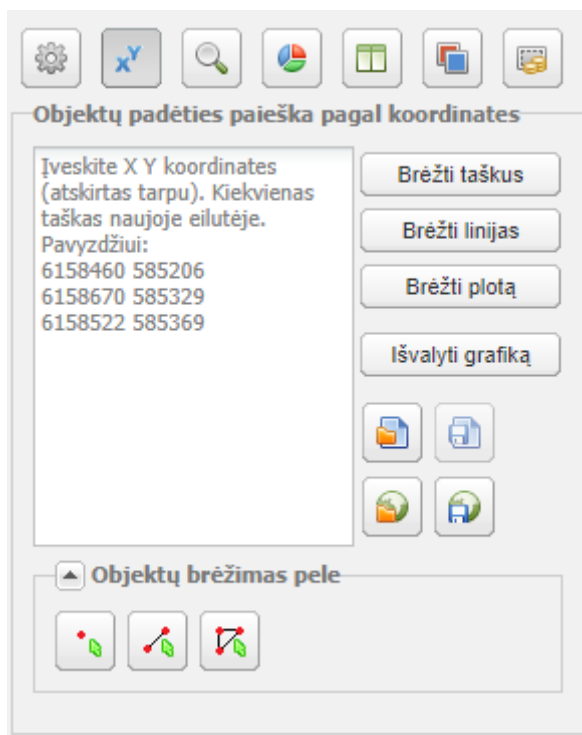 XY
Objektų padėties paieška pagal koordinates
Įveskite X Y koordinates
(atskirtas tarpu). Kiekvienas
taškas naujoje eilutėje.
Pavyzdžiui:
6158460 585206
6158670 585329
6158522 585369
Brėžti taškus
Brėžti linijas
Brėžti plotą
Išvalyti grafiką
Objektų brėžimas pele